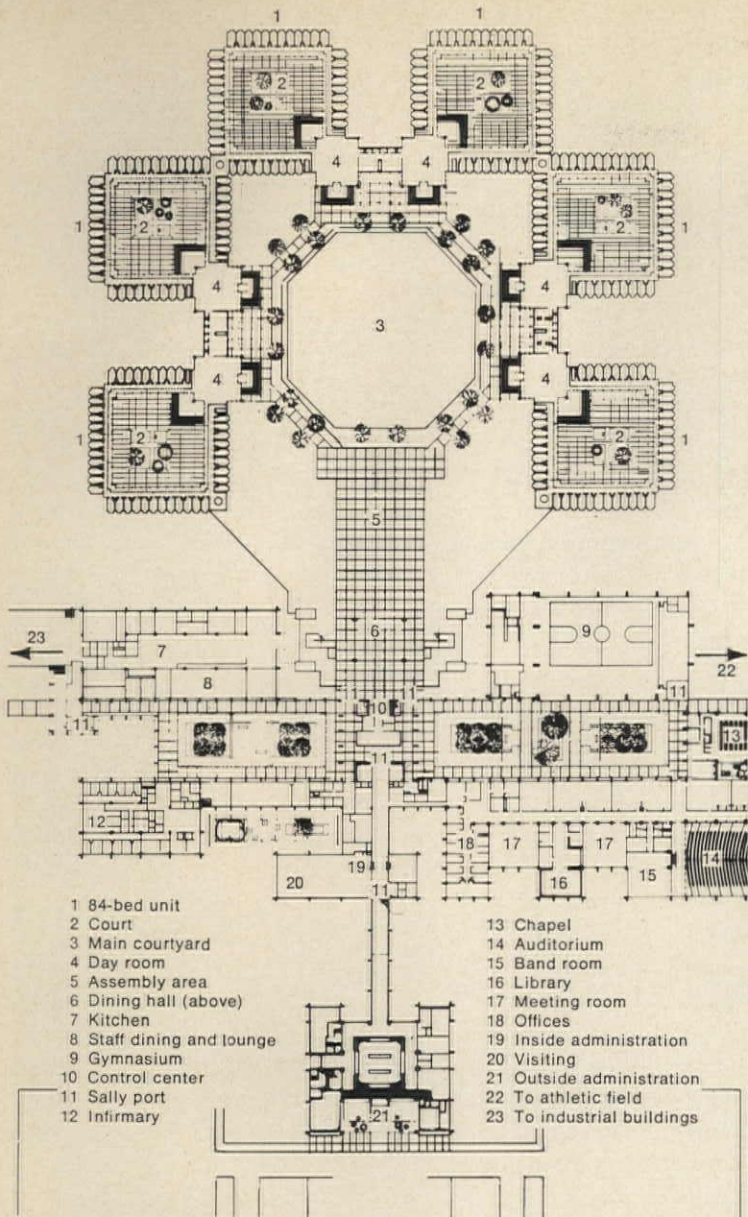 1 1
2 2
4 4
1 2 2 1
4 3 4
4 4
1 2 2 1
5
23 7 6 9 22
8
11 10 11 11
11 11 13
12 18 17 17 14
20 19 11 16 15
1 84-bed unit
2 Court
3 Main courtyard
4 Day room
5 Assembly area
6 Dining hall (above)
7 Kitchen
8 Staff dining and lounge
9 Gymnasium
10 Control center
11 Sally port
12 Infirmary
13 Chapel
14 Auditorium
15 Band room
16 Library
17 Meeting room
18 Offices
19 Inside administration
20 Visiting
21 Outside administration
22 To athletic field
23 To industrial buildings
21